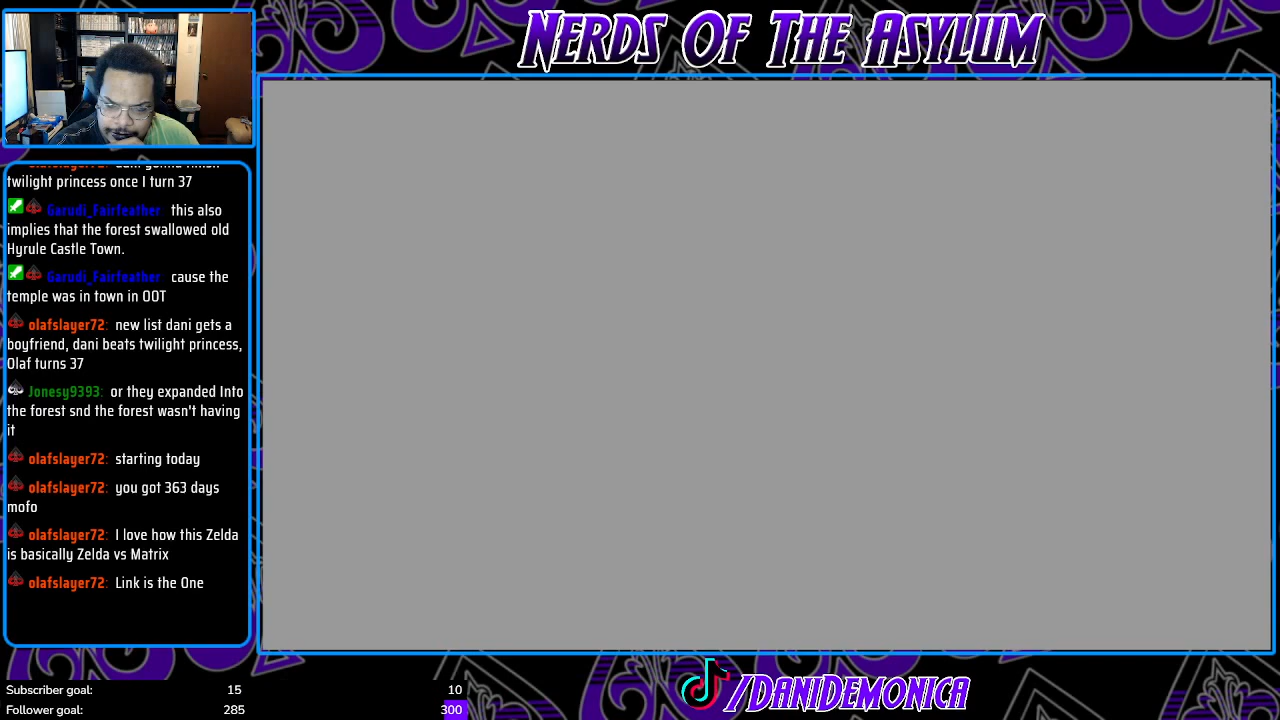 Nerds Of The Asylum
twilight princess once I turn 37
Garudi_Fairfeather: this also
implies that the forest swallowed old
Hyrule Castle Town.
Garudi_Fairfeather: cause the
temple was in town in OOT
olafslayer72: new list dani gets a
boyfriend, dani beats twilight princess,
Olaf turns 37
Jonesy9393: or they expanded Into
the forest snd the forest wasn't having
it
olafslayer72: starting today
olafslayer72: you got 363 days
mofo
olafslayer72: I love how this Zelda
is basically Zelda vs Matrix
olafslayer72: Link is the One
Subscriber goal: 15 10
Follower goal: 285 300
/DaniDemonica